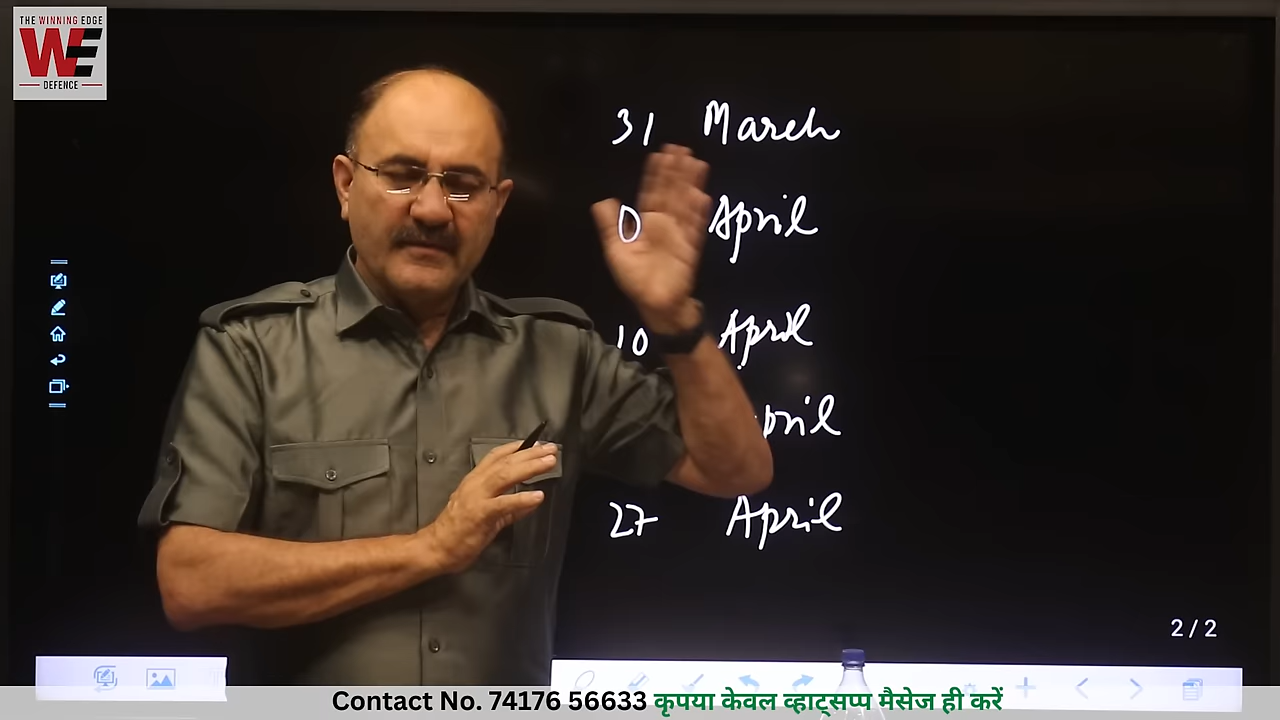 THE WINNING EDGE
WE
DEFENCE
31 March
April
10 April
April
27 April
2/2
Contact No. 74176 56633 कृपया केवल व्हाट्सप्प मैसेज ही करें